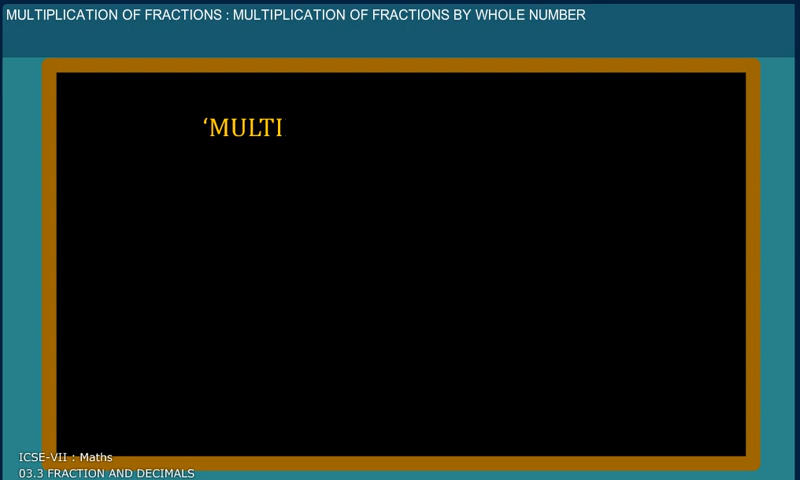 MULTIPLICATION OF FRACTIONS : MULTIPLICATION OF FRACTIONS BY WHOLE NUMBER
‘MULTI
ICSE-VII : Maths
03.3 FRACTION AND DECIMALS